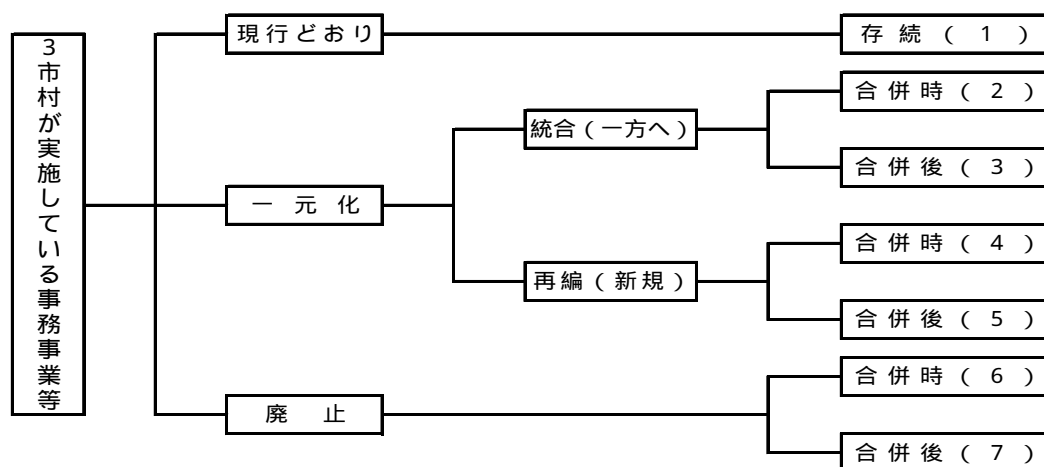 3市村が実施している事務事業等
現行どおり
存続(1)
合併時(2)
統合(一方へ)
合併後(3)
一元化
合併時(4)
再編(新規)
合併後(5)
合併時(6)
廃止
合併後(7)